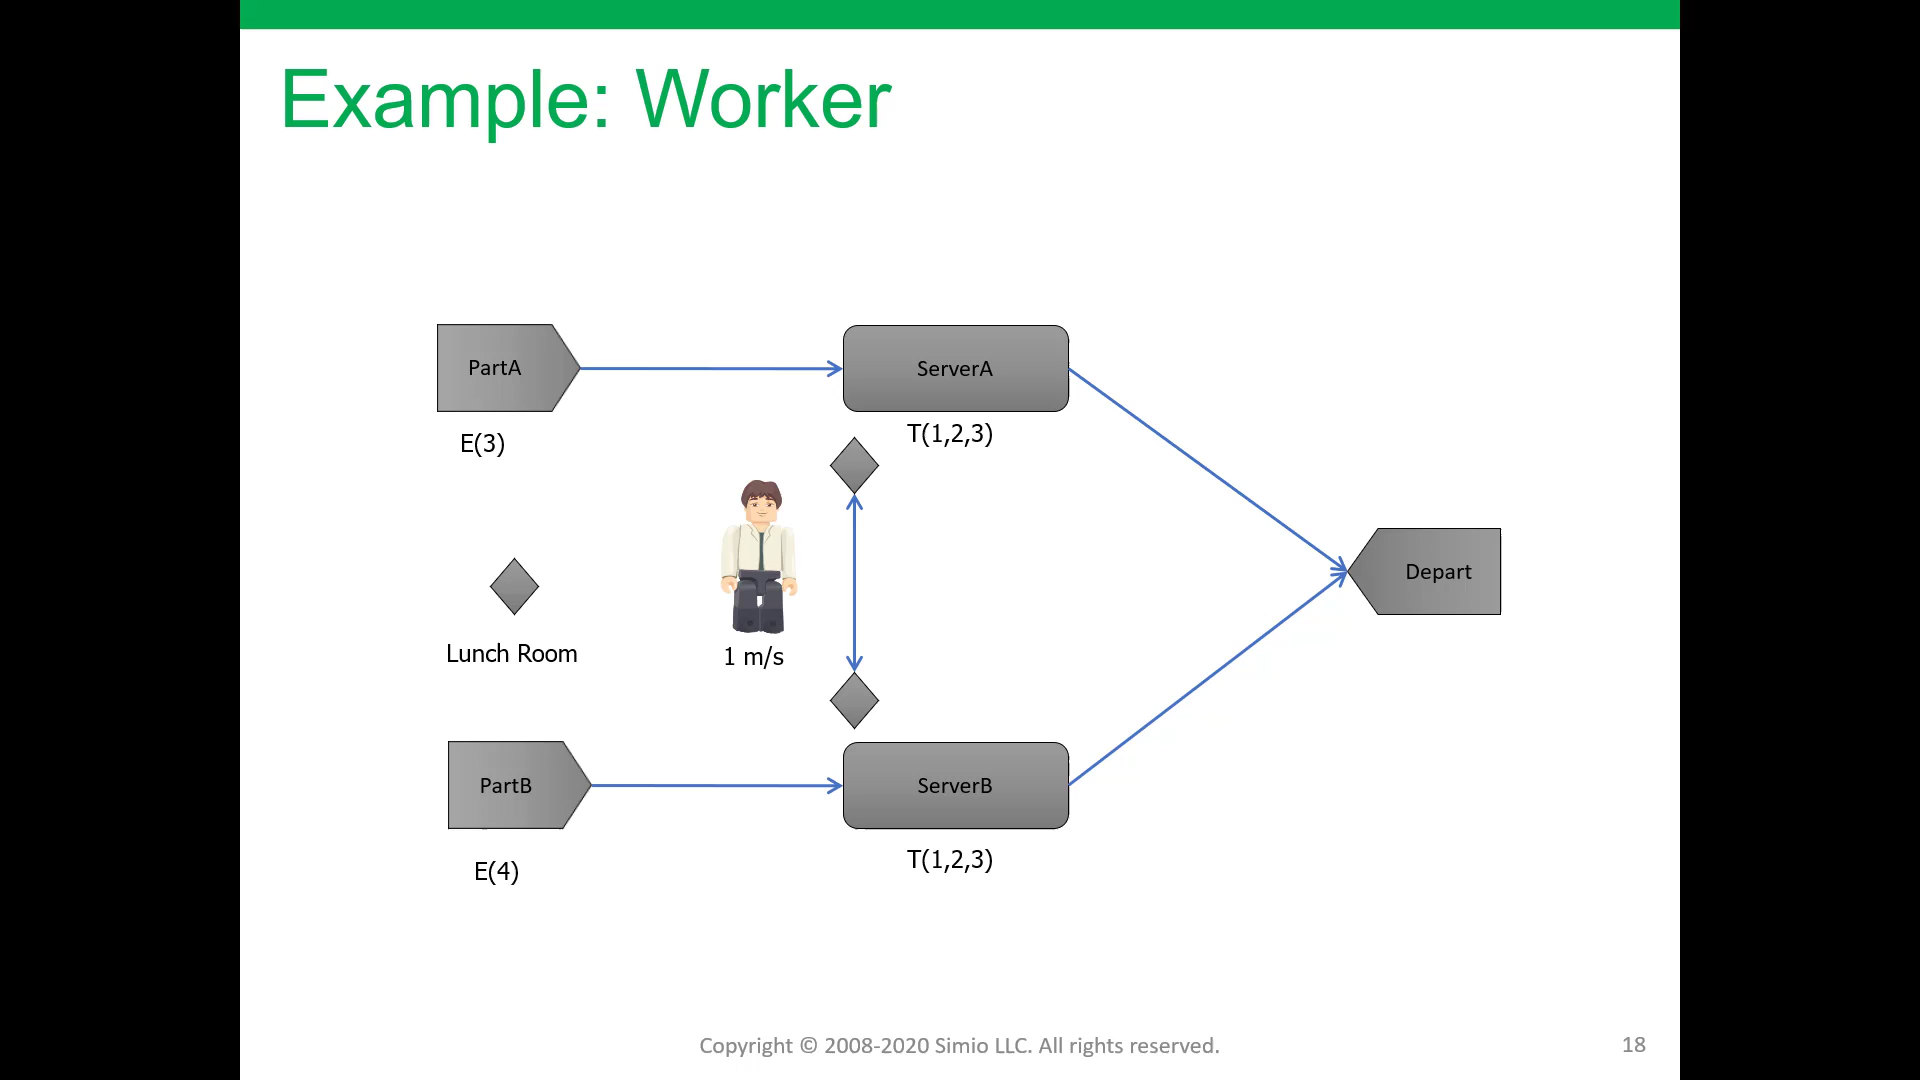 Example: Worker
PartA
ServerA
E(3)
T(1,2,3)
Depart
Lunch Room
1 m/s
PartB
ServerB
E(4)
T(1,2,3)
Copyright © 2008-2020 Simio LLC. All rights reserved.
18